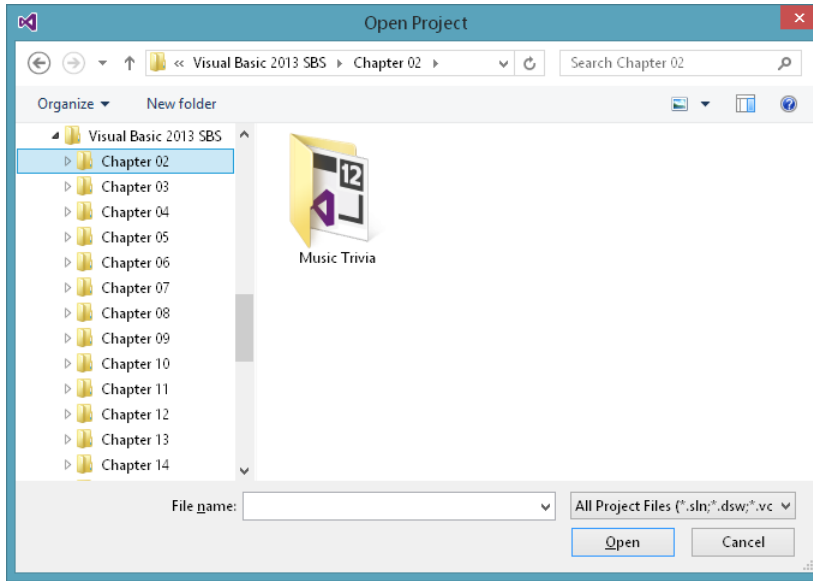 Open Project
« Visual Basic 2013 SBS Chapter 02
Search Chapter 02
Organize New folder
Visual Basic 2013 SBS
Chapter 02
Chapter 03
Chapter 04
Chapter 05
Chapter 06
Chapter 07
Chapter 08
Chapter 09
Chapter 10
Chapter 11
Chapter 12
Chapter 13
Chapter 14
12
Music Trivia
File name:
All Project Files (*.sln;*.dsw;*.vc
Open
Cancel